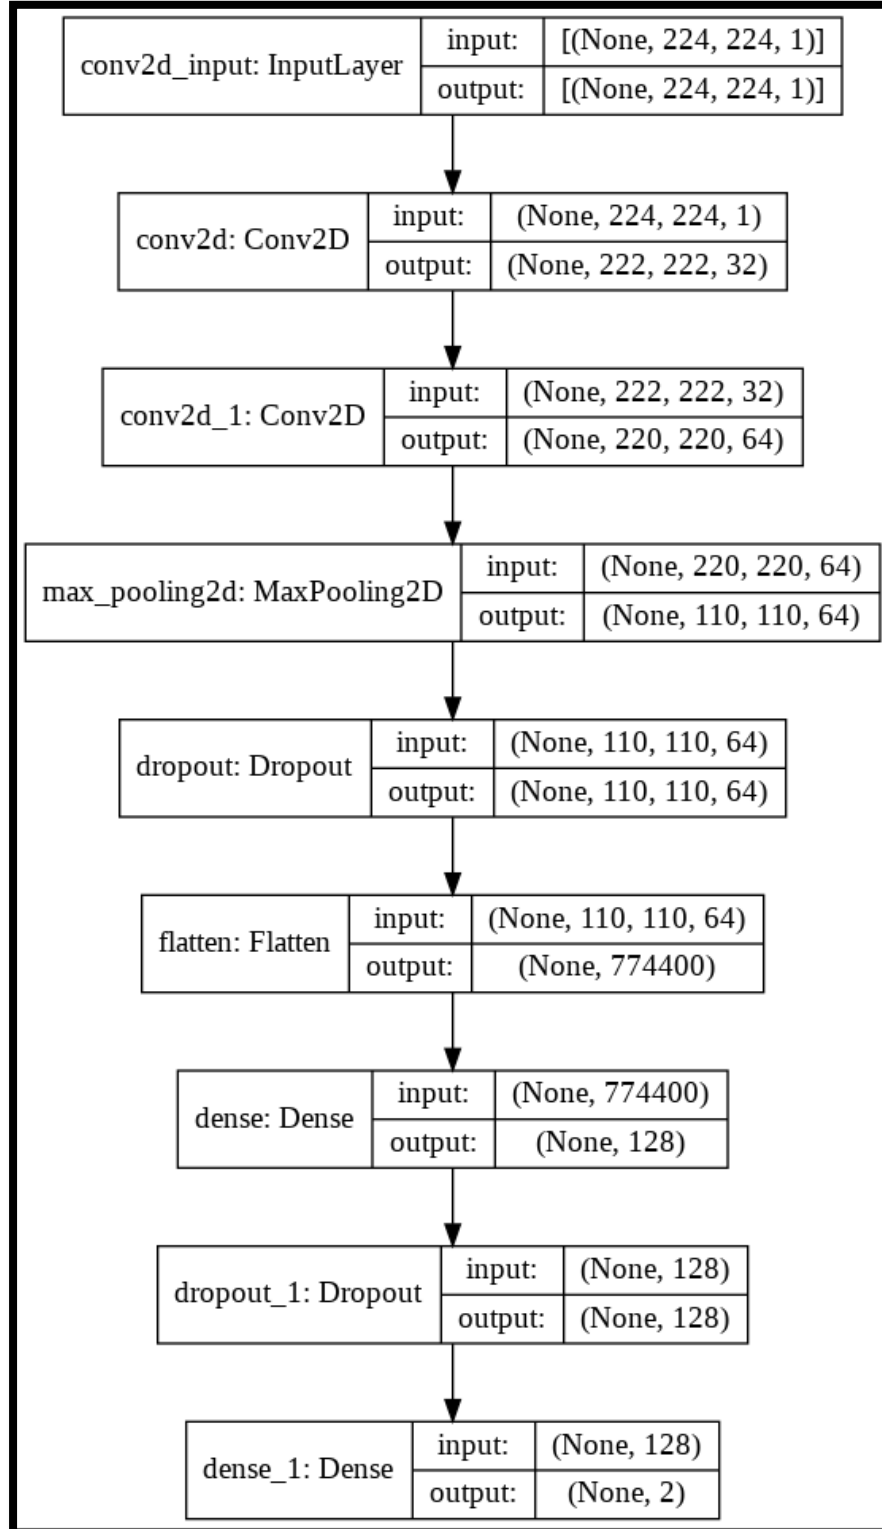 conv2d_input: InputLayer
input: [(None, 224, 224, 1)]
output: [(None, 224, 224, 1)]
conv2d: Conv2D
input: (None, 224, 224, 1)
output: (None, 222, 222, 32)
conv2d_1: Conv2D
input: (None, 222, 222, 32)
output: (None, 220, 220, 64)
max_pooling2d: MaxPooling2D
input: (None, 220, 220, 64)
output: (None, 110, 110, 64)
dropout: Dropout
input: (None, 110, 110, 64)
output: (None, 110, 110, 64)
flatten: Flatten
input: (None, 110, 110, 64)
output: (None, 774400)
dense: Dense
input: (None, 774400)
output: (None, 128)
dropout_1: Dropout
input: (None, 128)
output: (None, 128)
dense_1: Dense
input: (None, 128)
output: (None, 2)